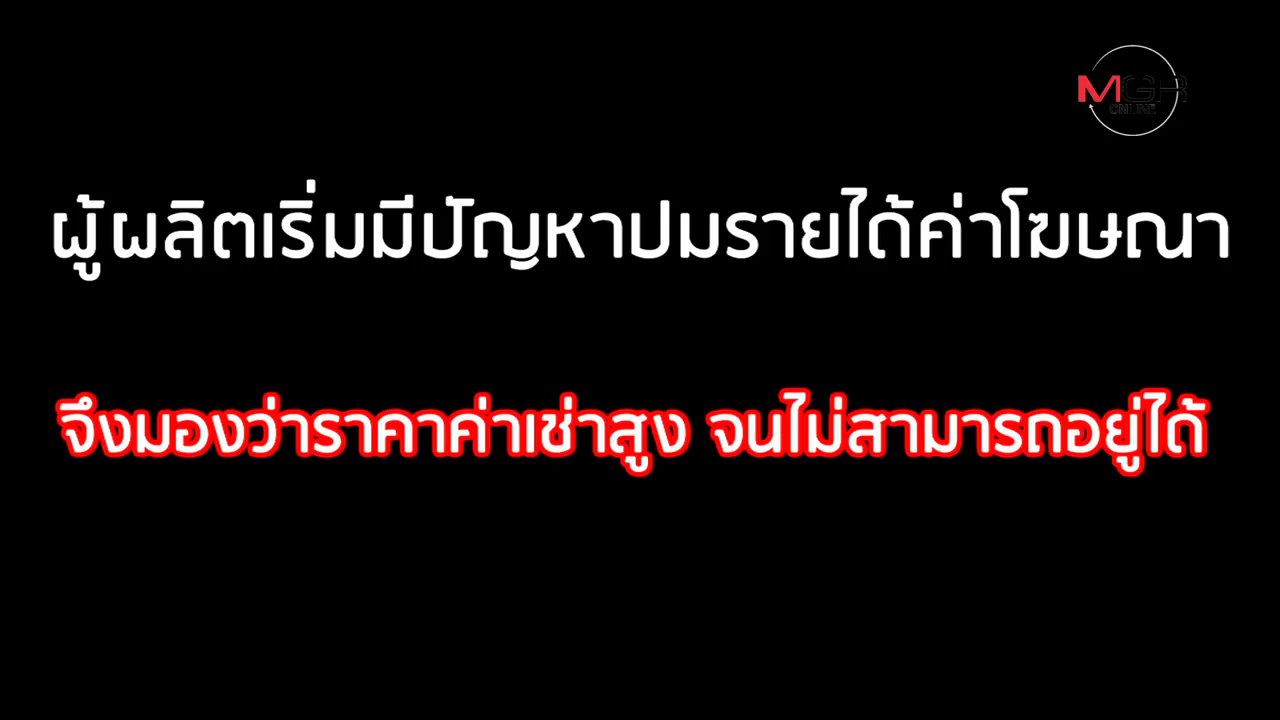 MGR
ONLINE
ผู้ผลิตเริ่มมีปัญหาปมรายได้ค่าโฆษณา
จึงมองว่าราคาค่าเช่าสูง จนไม่สามารถอยู่ได้